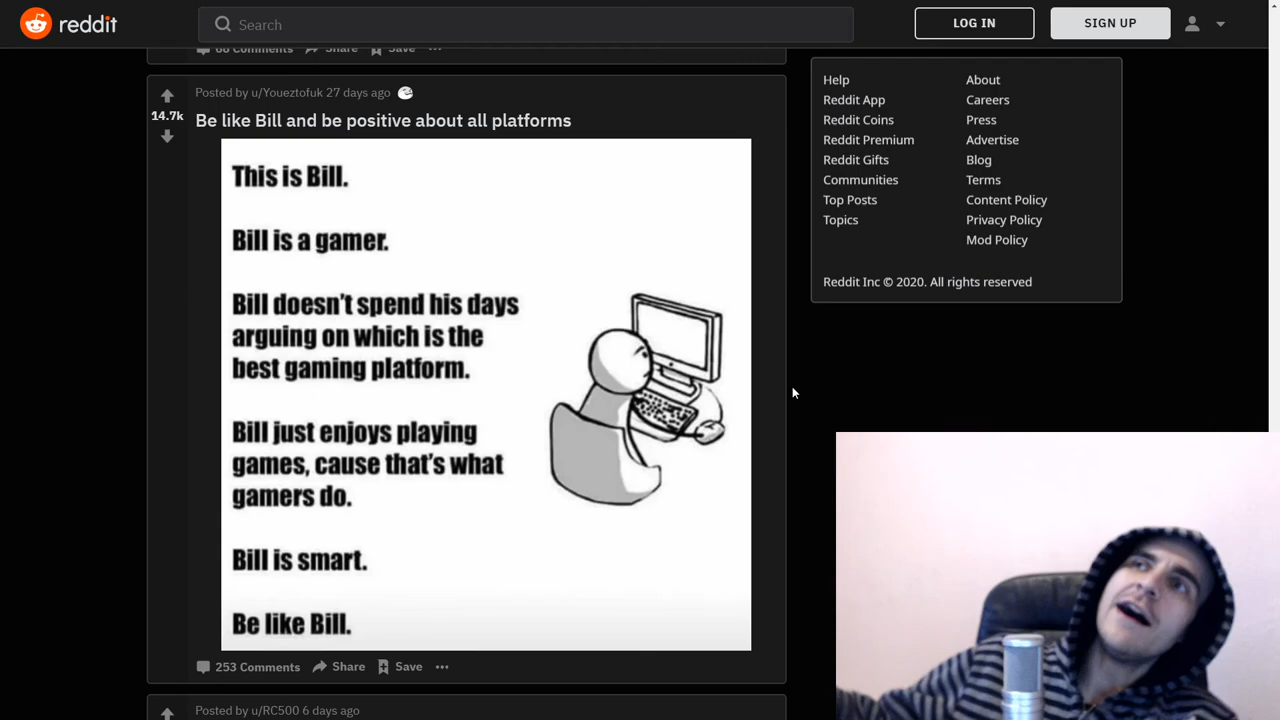 reddit
Search
LOG IN
SIGN UP
66 Comments Share Save
Posted by u/Youeztofuk 27 days ago
14.7k
Be like Bill and be positive about all platforms
This is Bill.
Bill is a gamer.
Bill doesn't spend his days
arguing on which is the
best gaming platform.
Bill just enjoys playing
games, cause that's what
gamers do.
Bill is smart.
Be like Bill.
253 Comments Share Save
Posted by u/RC500 6 days ago
Help
Reddit App
Reddit Coins
Reddit Premium
Reddit Gifts
Communities
Top Posts
Topics
About
Careers
Press
Advertise
Blog
Terms
Content Policy
Privacy Policy
Mod Policy
Reddit Inc © 2020. All rights reserved